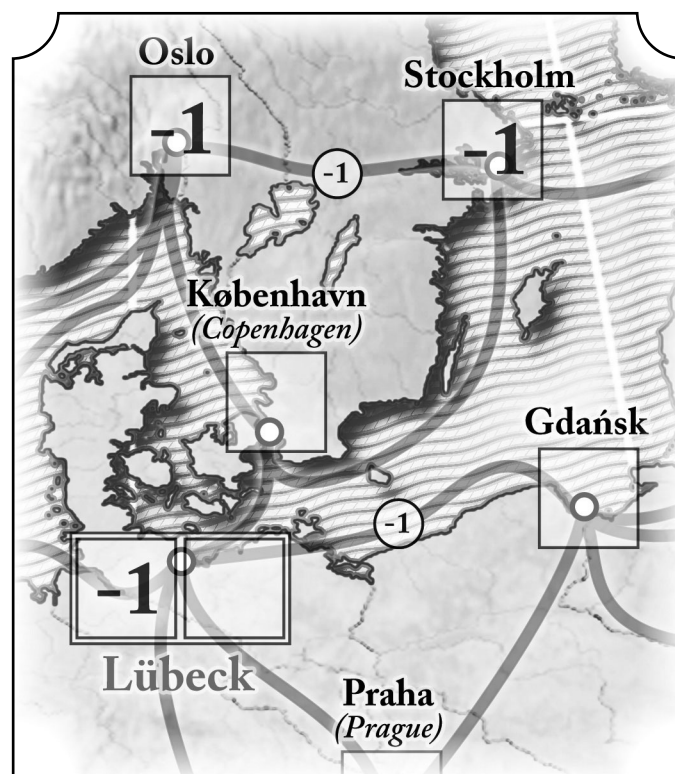 Oslo
-1
Stockholm
-1
-1
København
(Copenhagen)
Gdańsk
-1
-1
Lübeck
Praha
(Prague)